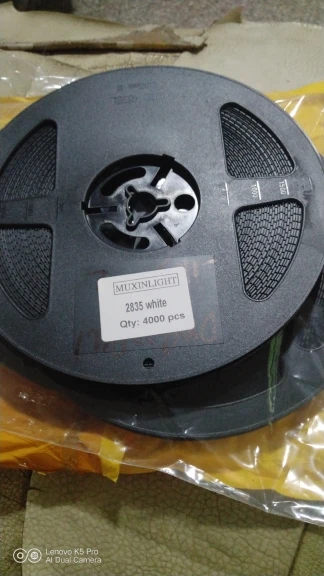 MUXINLIGHT
2835 white
Qty: 4000 pcs
Lenovo K5 Pro
AI Dual Camera